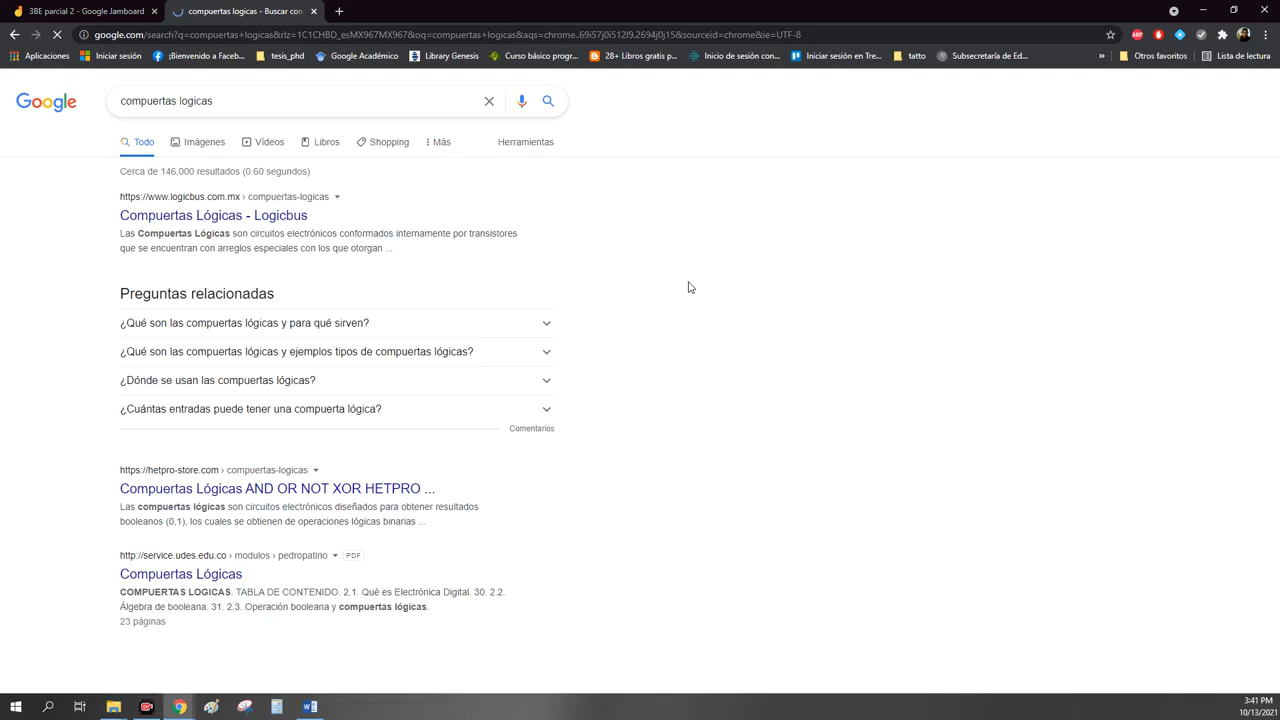 3BE parcial 2 - Google Jamboard
compuertas logicas - Buscar con
google.com/search?q=compuertas+logicas&rlz=1C1CHBD_esMX967MX967&oq=compuertas+logicas&aqs=chrome..69i57j0i512l9.2694j0j15&sourceid=chrome&ie=UTF-8
Aplicaciones
Iniciar sesión
¡Bienvenido a Faceb...
tesis_phd
Google Académico
Library Genesis
Curso básico progr...
28+ Libros gratis p...
Inicio de sesión con...
Iniciar sesión en Tre...
tatto
Subsecretaría de Ed...
»
Otros favoritos
Lista de lectura
Google
compuertas logicas
Todo
Imágenes
Vídeos
Libros
Shopping
Más
Herramientas
Cerca de 146,000 resultados (0.60 segundos)
https://www.logicbus.com.mx › compuertas-logicas
Compuertas Lógicas - Logicbus
Las Compuertas Lógicas son circuitos electrónicos conformados internamente por transistores
que se encuentran con arreglos especiales con los que otorgan ...
Preguntas relacionadas
¿Qué son las compuertas lógicas y para qué sirven?
¿Qué son las compuertas lógicas y ejemplos tipos de compuertas lógicas?
¿Dónde se usan las compuertas lógicas?
¿Cuántas entradas puede tener una compuerta lógica?
Comentarios
https://hetpro-store.com › compuertas-logicas
Compuertas Lógicas AND OR NOT XOR HETPRO ...
Las compuertas lógicas son circuitos electrónicos diseñados para obtener resultados
booleanos (0,1), los cuales se obtienen de operaciones lógicas binarias ...
http://service.udes.edu.co › modulos › pedropatino
PDF
Compuertas Lógicas
COMPUERTAS LOGICAS. TABLA DE CONTENIDO. 2.1. Qué es Electrónica Digital. 30. 2.2.
Álgebra de booleana. 31. 2.3. Operación booleana y compuertas lógicas.
23 páginas
3:41 PM
10/13/2021